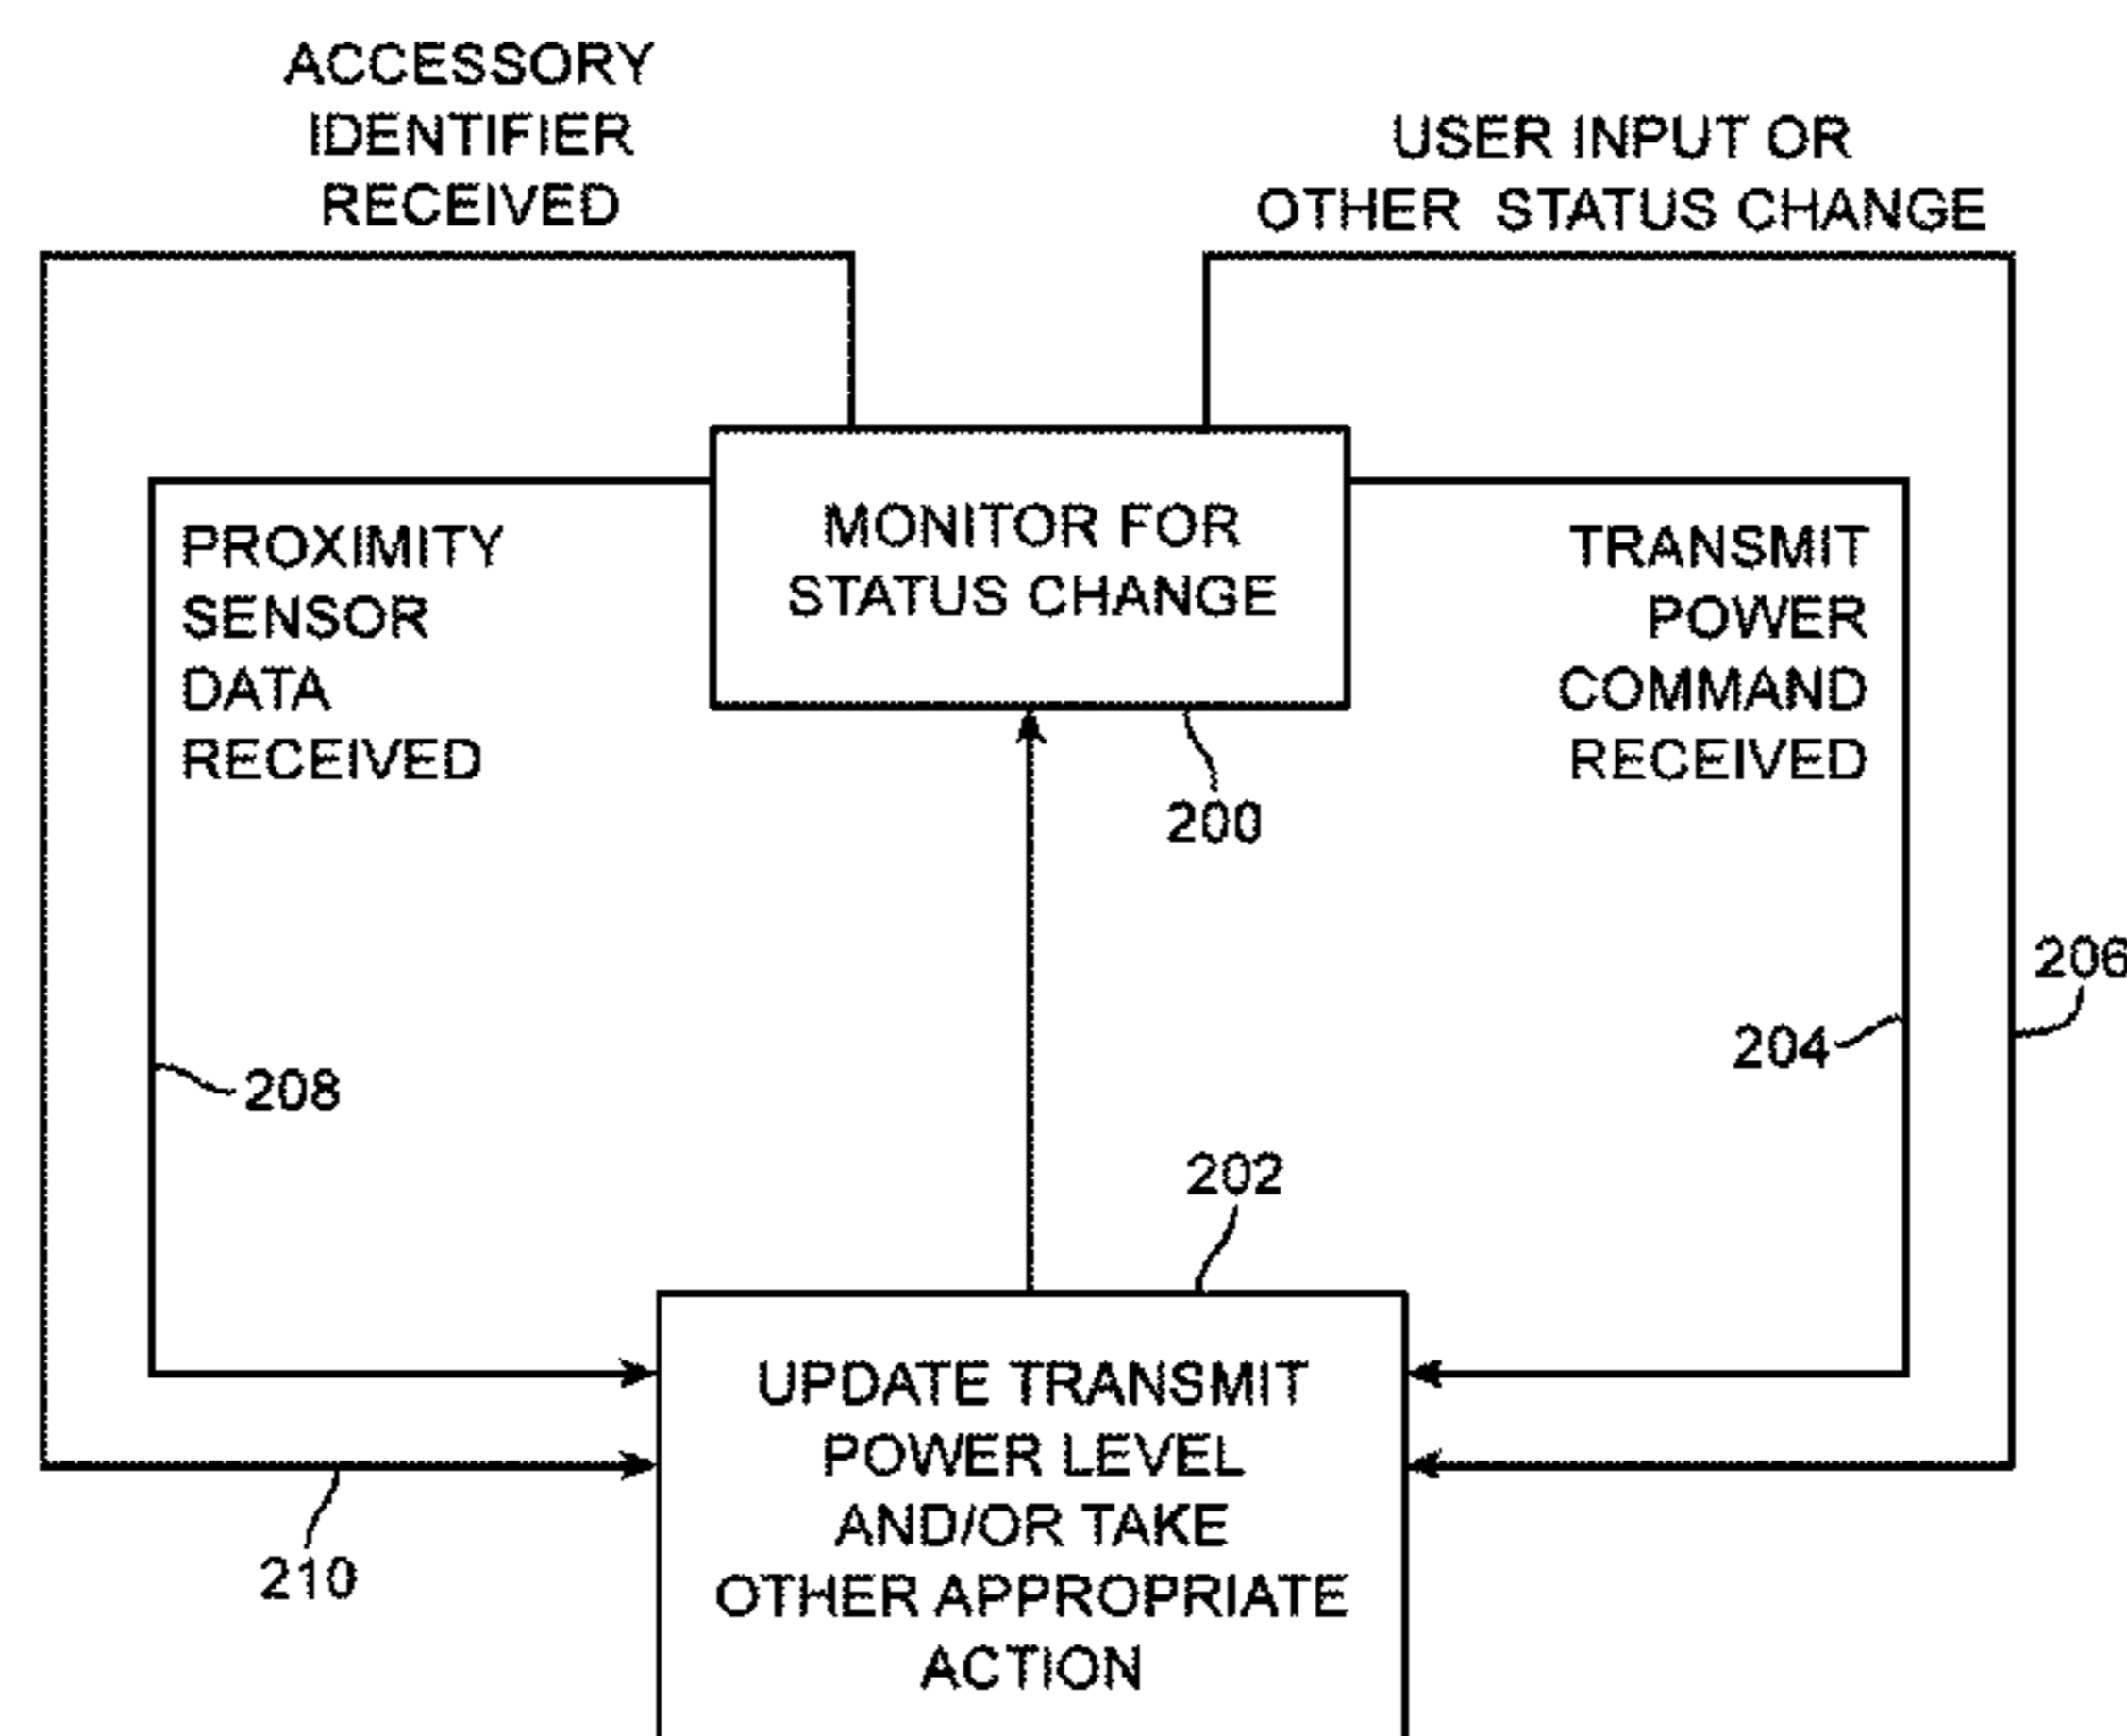 ACCESSORY
IDENTIFIER
RECEIVED
USER INPUT OR
OTHER STATUS CHANGE
MONITOR FOR
STATUS CHANGE
PROXIMITY
SENSOR
DATA
RECEIVED
TRANSMIT
POWER
COMMAND
RECEIVED
200
206
204
208
202
UPDATE TRANSMIT
POWER LEVEL
AND/OR TAKE
OTHER APPROPRIATE
ACTION
210